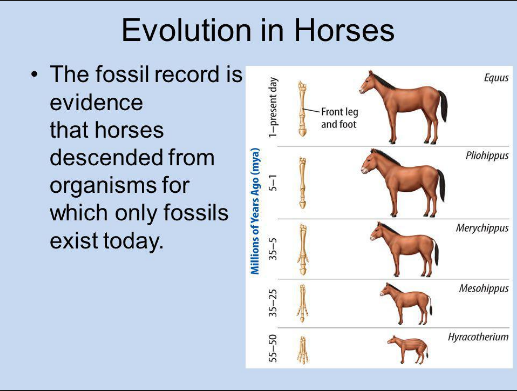 Evolution in Horses
• The fossil record is
evidence
that horses
descended from
organisms for
which only fossils
exist today.
Millions of Years Ago (mya)
1–present day
Front leg
and foot
Equus
5–1
Pliohippus
35–5
Merychippus
35–25
Mesohippus
55–50
Hyracotherium